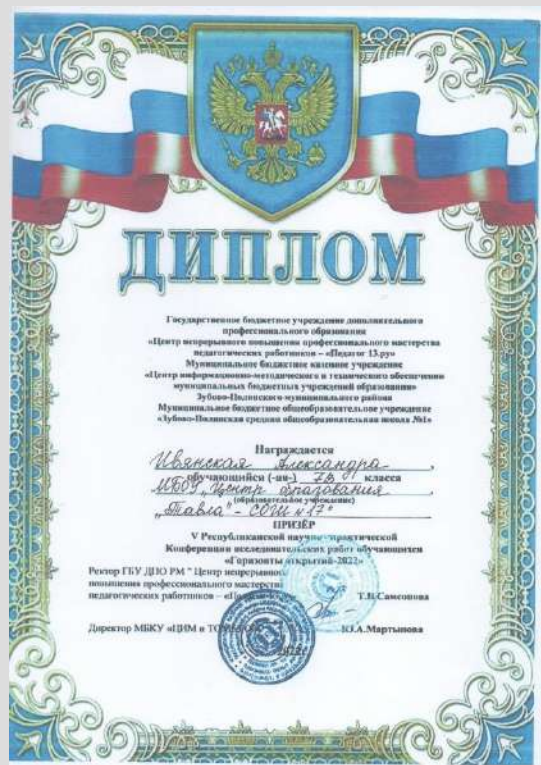 ДИПЛОМ
Государственное бюджетное учреждение дополнительного
профессионального образования
«Центр непрерывного повышения профессионального мастерства
педагогических работников – «Педагог 13.ру»
Муниципальное бюджетное казенное учреждение
«Центр информационно-методического и технического обеспечения
муниципальных бюджетных учреждений образования»
Зубово-Полянского муниципального района
Муниципальное бюджетное общеобразовательное учреждение
«Зубово-Полянская средняя общеобразовательная школа №1»
Награждается
Ивянская Александра
обучающийся (-ая-) 7В класса
МБОУ „Центр образования
(образовательное учреждение)
„Тавла" - СОШ №17"
ПРИЗЁР
V Республиканской научно-практической
Конференции исследовательских работ обучающихся
«Горизонты открытий-2022»
Ректор ГБУ ДПО РМ " Центр непрерывного
повышения профессионального мастерства
педагогических работников – Т.В.Самсонова
Директор МБКУ «ЦИМ и Ю.А.Мартынова
2022г